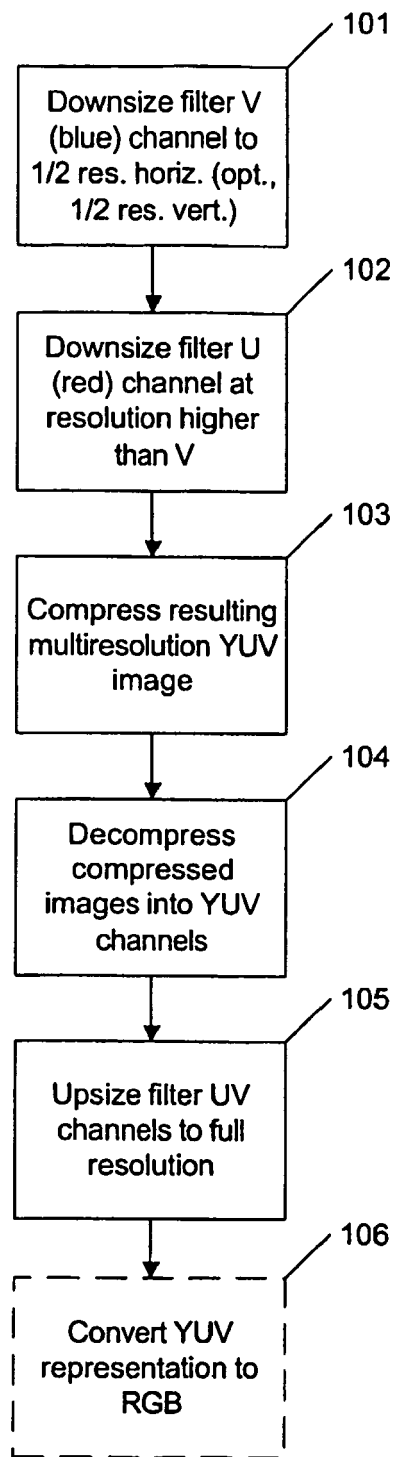 101
Downsize filter V
(blue) channel to
1/2 res. horiz. (opt.,
1/2 res. vert.)
102
Downsize filter U
(red) channel at
resolution higher
than V
103
Compress resulting
multiresolution YUV
image
104
Decompress
compressed
images into YUV
channels
105
Upsize filter UV
channels to full
resolution
106
Convert YUV
representation to
RGB